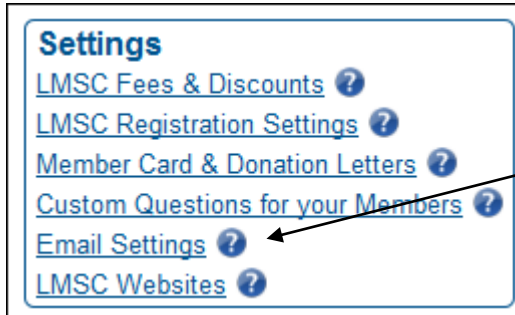 Settings
LMSC Fees & Discounts ?
LMSC Registration Settings ?
Member Card & Donation Letters ?
Custom Questions for your Members ?
Email Settings ?
LMSC Websites ?